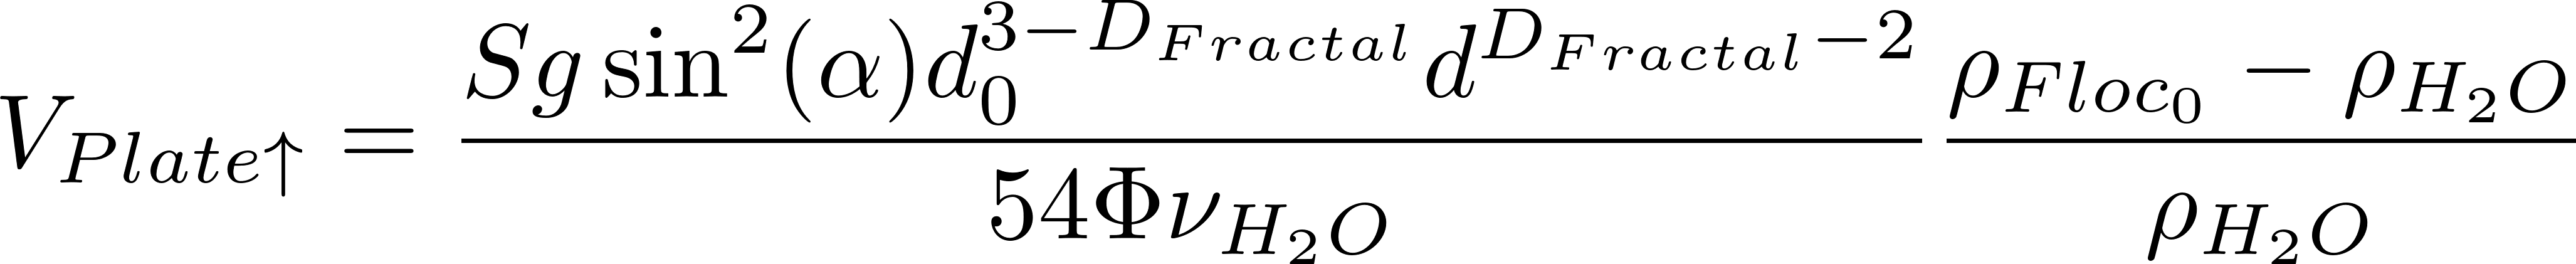 V_{Plate\uparrow} = \frac{S g \sin^2(\alpha) d_0^{3-D_{Fractal}} d^{D_{Fractal}-2}}{54 \Phi \nu_{H_2O}} \frac{\rho_{Floc_0} - \rho_{H_2O}}{\rho_{H_2O}}